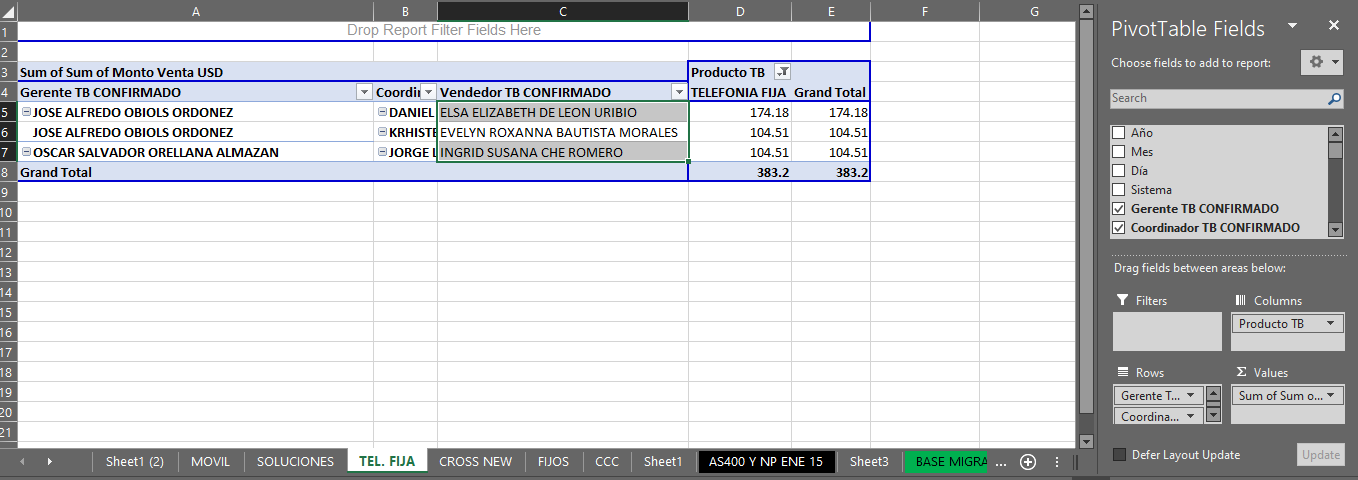 A B C D E F G
1 Drop Report Filter Fields Here
2
3 Sum of Sum of Monto Venta USD Producto TB
4 Gerente TB CONFIRMADO Coordin Vendedor TB CONFIRMADO TELEFONIA FIJA Grand Total
5 JOSE ALFREDO OBIOLS ORDONEZ DANIEL ELSA ELIZABETH DE LEON URIBIO 174.18 174.18
6 JOSE ALFREDO OBIOLS ORDONEZ KRHISTE EVELYN ROXANNA BAUTISTA MORALES 104.51 104.51
7 OSCAR SALVADOR ORELLANA ALMAZAN JORGE L INGRID SUSANA CHE ROMERO 104.51 104.51
8 Grand Total 383.2 383.2
9
10
11
12
13
14
15
16
17
18
19
20
21
Sheet1 (2) MOVIL SOLUCIONES TEL. FIJA CROSS NEW FIJOS CCC Sheet1 AS400 Y NP ENE 15 Sheet3 BASE MIGRA ...
PivotTable Fields
Choose fields to add to report:
Search
Año
Mes
Día
Sistema
Gerente TB CONFIRMADO
Coordinador TB CONFIRMADO
Drag fields between areas below:
Filters Columns
Producto TB
Rows Σ Values
Gerente T... Sum of Sum o...
Coordina...
Defer Layout Update Update